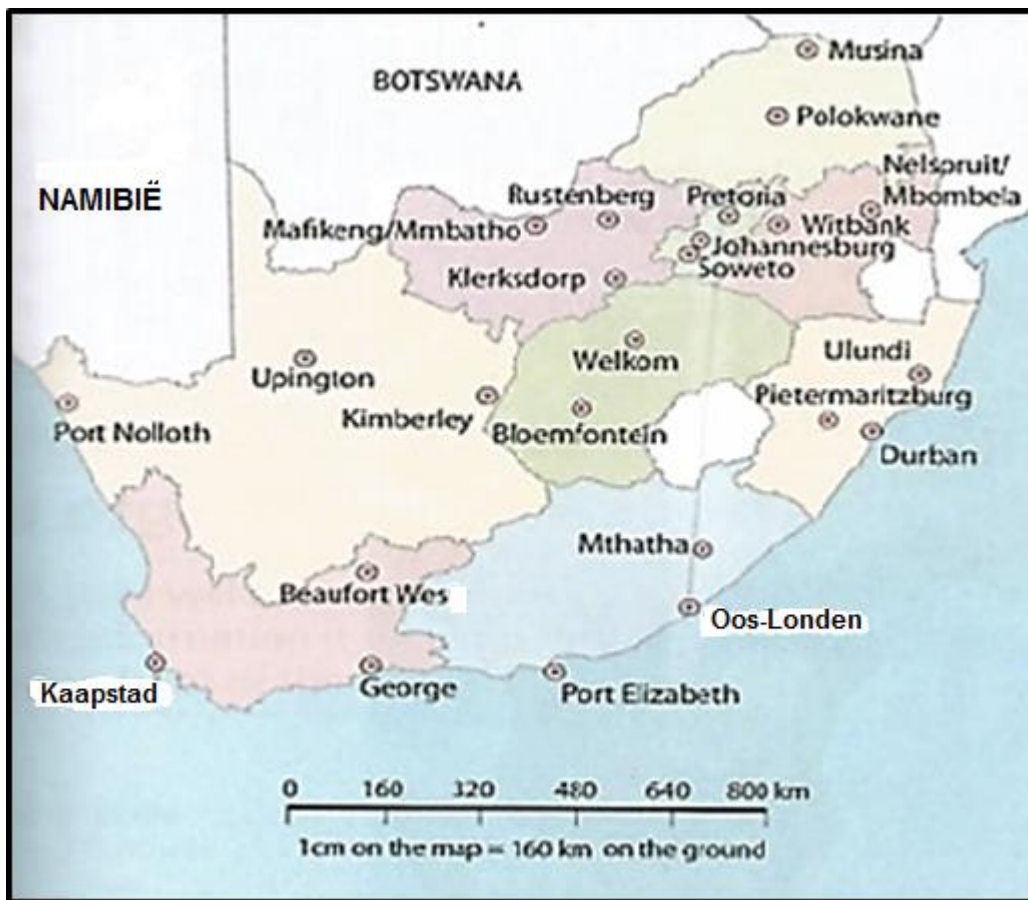 Musina
BOTSWANA
Polokwane
NAMIBIË
Nelspruit/
Mbombela
Rustenberg
Pretoria
Mafikeng/Mmbatho
Witbank
Johannesburg
Soweto
Klerksdorp
Welkom
Ulundi
Upington
Pietermaritzburg
Kimberley
Bloemfontein
Port Nolloth
Durban
Mthatha
Beaufort Wes
Oos-Londen
Kaapstad
George
Port Elizabeth
0 160 320 480 640 800 km
1cm on the map = 160 km on the ground